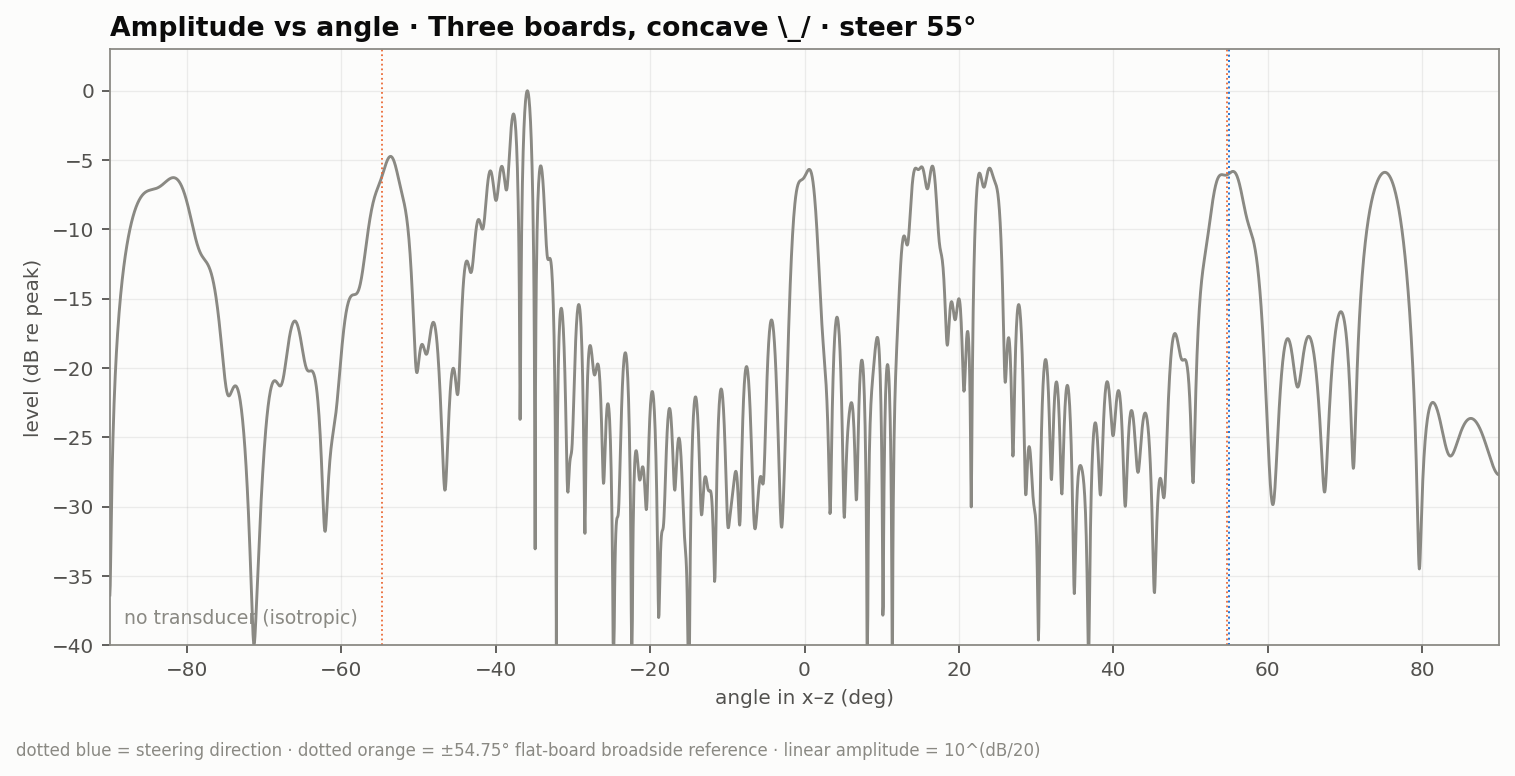 Amplitude vs angle · Three boards, concave \_/ · steer 55°
0
−5
−10
−15
−20
−25
−30
−35
−40
level (dB re peak)
no transducer (isotropic)
−80 −60 −40 −20 0 20 40 60 80
angle in x–z (deg)
dotted blue = steering direction · dotted orange = ±54.75° flat-board broadside reference · linear amplitude = 10^(dB/20)